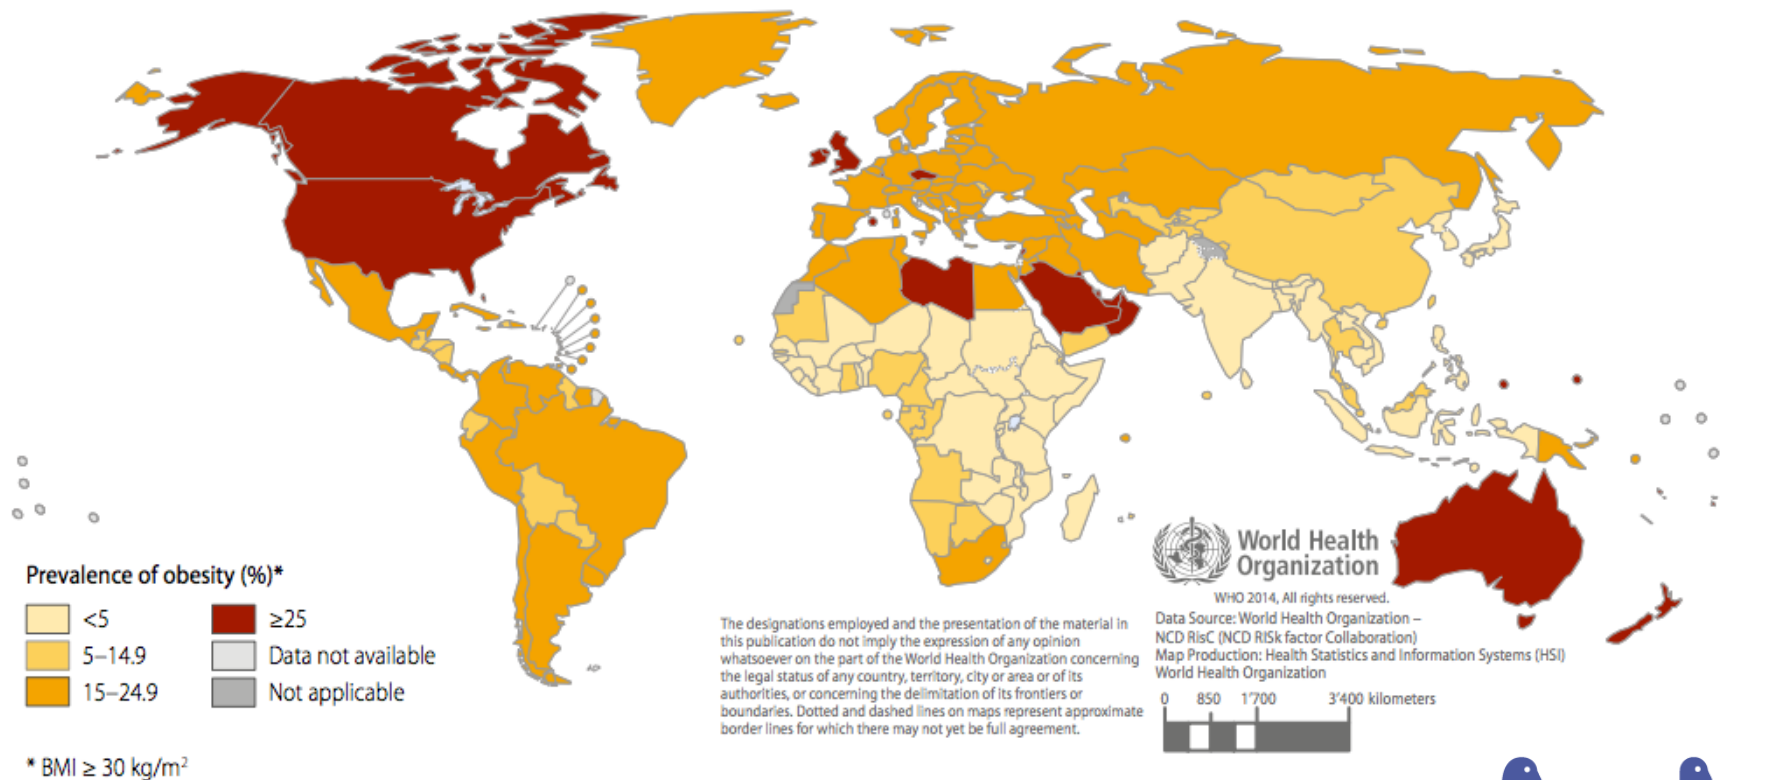 Prevalence of obesity (%)*
<5
5–14.9
15–24.9
≥25
Data not available
Not applicable
* BMI ≥ 30 kg/m²
The designations employed and the presentation of the material in
this publication do not imply the expression of any opinion
whatsoever on the part of the World Health Organization concerning
the legal status of any country, territory, city or area or of its
authorities, or concerning the delimitation of its frontiers or
boundaries. Dotted and dashed lines on maps represent approximate
border lines for which there may not yet be full agreement.
World Health
Organization
WHO 2014, All rights reserved.
Data Source: World Health Organization –
NCD RisC (NCD RISk factor Collaboration)
Map Production: Health Statistics and Information Systems (HSI)
World Health Organization
0 850 1'700 3'400 kilometers